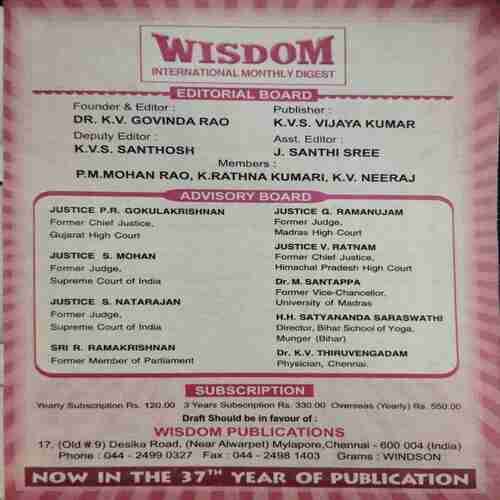 WISDOM
INTERNATIONAL MONTHLY DIGEST
EDITORIAL BOARD
Founder & Editor :
DR. K.V. GOVINDA RAO
Publisher :
K.V.S. VIJAYA KUMAR
Deputy Editor :
K.V.S. SANTHOSH
Asst. Editor :
J. SANTHI SREE
Members :
P.M.MOHAN RAO, K.RATHNA KUMARI, K.V. NEERAJ
ADVISORY BOARD
JUSTICE P.R. GOKULAKRISHNAN
Former Chief Justice,
Gujarat High Court
JUSTICE S. MOHAN
Former Judge,
Supreme Court of India
JUSTICE S. NATARAJAN
Former Judge,
Supreme Court of India
SRI R. RAMAKRISHNAN
Former Member of Parliament
JUSTICE G. RAMANUJAM
Former Judge,
Madras High Court
JUSTICE V. RATNAM
Former Chief Justice,
Himachal Pradesh High Court
Dr. M. SANTAPPA
Former Vice-Chancellor,
University of Madras
H.H. SATYANANDA SARASWATHI
Director, Bihar School of Yoga,
Munger (Bihar)
Dr. K.V. THIRUVENGADAM
Physician, Chennai.
SUBSCRIPTION
Yearly Subscription Rs. 120.00 3 Years Subscription Rs. 330.00 Overseas (Yearly) Rs. 550.00
Draft Should be in favour of :
WISDOM PUBLICATIONS
17, (Old # 9) Desika Road, (Near Alwarpet) Mylapore,Chennai - 600 004 (India)
Phone : 044 - 2499 0327 Fax : 044 - 2498 1403 Grams : WINDSON
NOW IN THE 37TH YEAR OF PUBLICATION